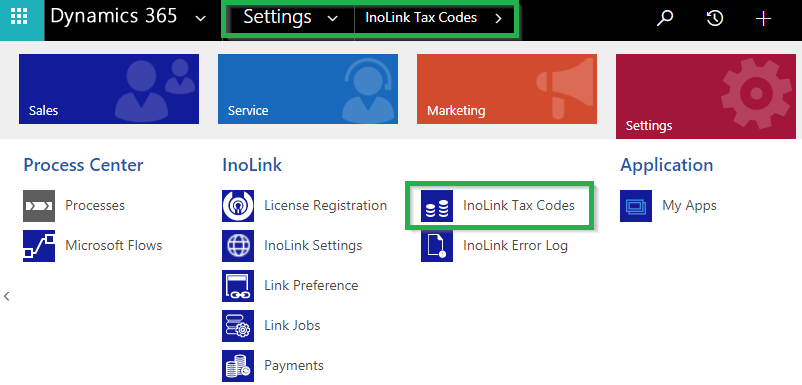 Dynamics 365 Settings InoLink Tax Codes
Sales Service Marketing Settings
Process Center InoLink Application
Processes License Registration InoLink Tax Codes My Apps
Microsoft Flows InoLink Settings InoLink Error Log
Link Preference
Link Jobs
Payments